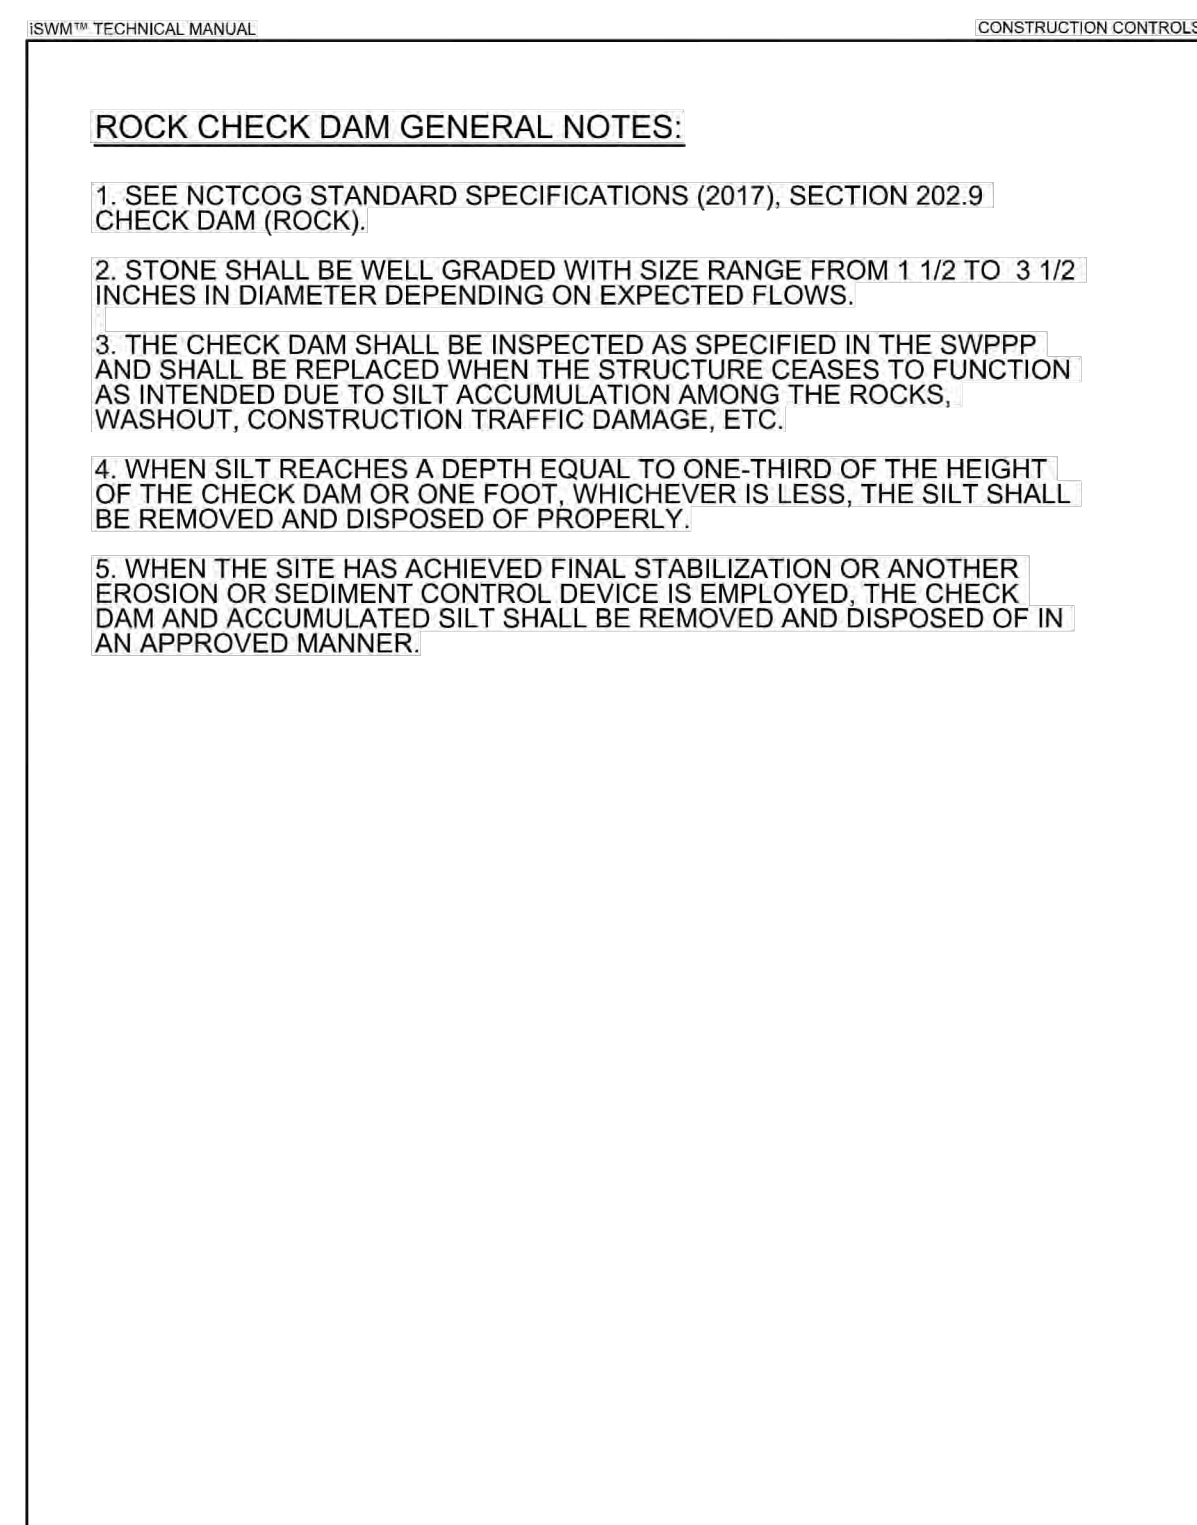 iSWM™ TECHNICAL MANUAL
CONSTRUCTION CONTROLS
ROCK CHECK DAM GENERAL NOTES:
1. SEE NCTCOG STANDARD SPECIFICATIONS (2017), SECTION 202.9
CHECK DAM (ROCK).
2. STONE SHALL BE WELL GRADED WITH SIZE RANGE FROM 1 1/2 TO 3 1/2
INCHES IN DIAMETER DEPENDING ON EXPECTED FLOWS.
3. THE CHECK DAM SHALL BE INSPECTED AS SPECIFIED IN THE SWPPP
AND SHALL BE REPLACED WHEN THE STRUCTURE CEASES TO FUNCTION
AS INTENDED DUE TO SILT ACCUMULATION AMONG THE ROCKS,
WASHOUT, CONSTRUCTION TRAFFIC DAMAGE, ETC.
4. WHEN SILT REACHES A DEPTH EQUAL TO ONE-THIRD OF THE HEIGHT
OF THE CHECK DAM OR ONE FOOT, WHICHEVER IS LESS, THE SILT SHALL
BE REMOVED AND DISPOSED OF PROPERLY.
5. WHEN THE SITE HAS ACHIEVED FINAL STABILIZATION OR ANOTHER
EROSION OR SEDIMENT CONTROL DEVICE IS EMPLOYED, THE CHECK
DAM AND ACCUMULATED SILT SHALL BE REMOVED AND DISPOSED OF IN
AN APPROVED MANNER.